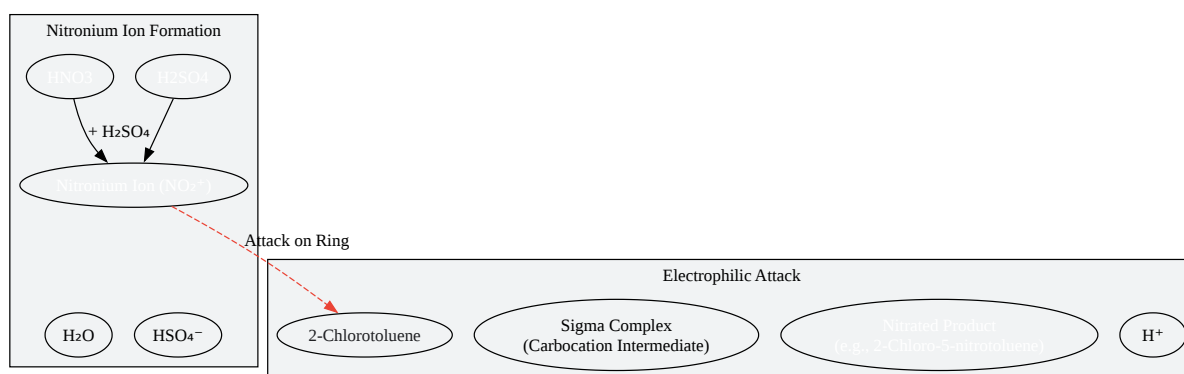 Nitronium Ion Formation
HNO3
H2SO4
+ H₂SO₄
Nitronium Ion (NO₂⁺)
Attack on Ring
H₂O
HSO₄⁻
Electrophilic Attack
2-Chlorotoluene
Sigma Complex
(Carbocation Intermediate)
Nitrated Product
(e.g., 2-Chloro-5-nitrotoluene)
H⁺